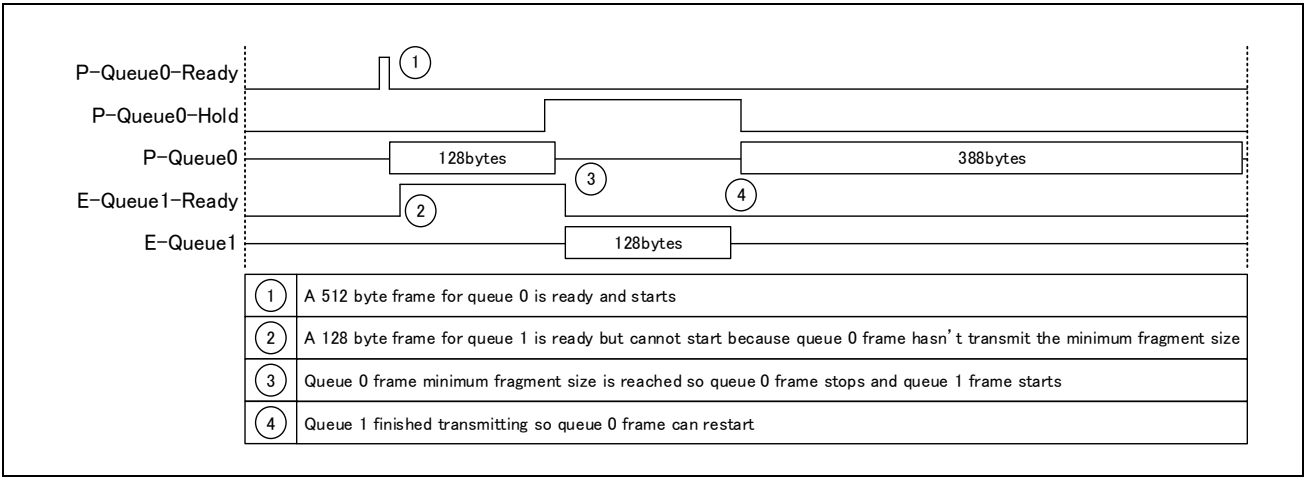 P-Queue0-Ready
1
P-Queue0-Hold
P-Queue0
128bytes
388bytes
3
4
E-Queue1-Ready
2
E-Queue1
128bytes
1 A 512 byte frame for queue 0 is ready and starts
2 A 128 byte frame for queue 1 is ready but cannot start because queue 0 frame hasn't transmit the minimum fragment size
3 Queue 0 frame minimum fragment size is reached so queue 0 frame stops and queue 1 frame starts
4 Queue 1 finished transmitting so queue 0 frame can restart